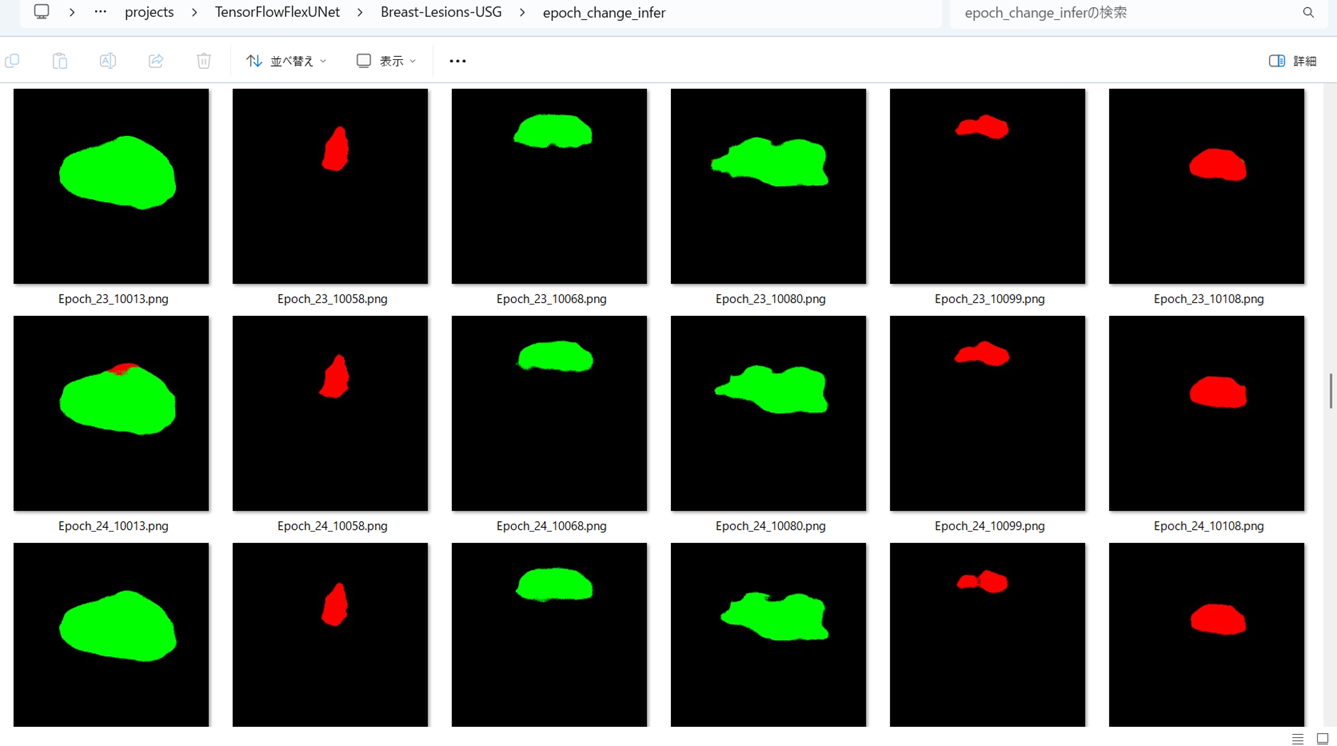 … projects > TensorFlowFlexUNet > Breast-Lesions-USG > epoch_change_infer
epoch_change_inferの検索
並べ替え 表示 …
詳細
Epoch_23_10013.png Epoch_23_10058.png Epoch_23_10068.png Epoch_23_10080.png Epoch_23_10099.png Epoch_23_10108.png
Epoch_24_10013.png Epoch_24_10058.png Epoch_24_10068.png Epoch_24_10080.png Epoch_24_10099.png Epoch_24_10108.png